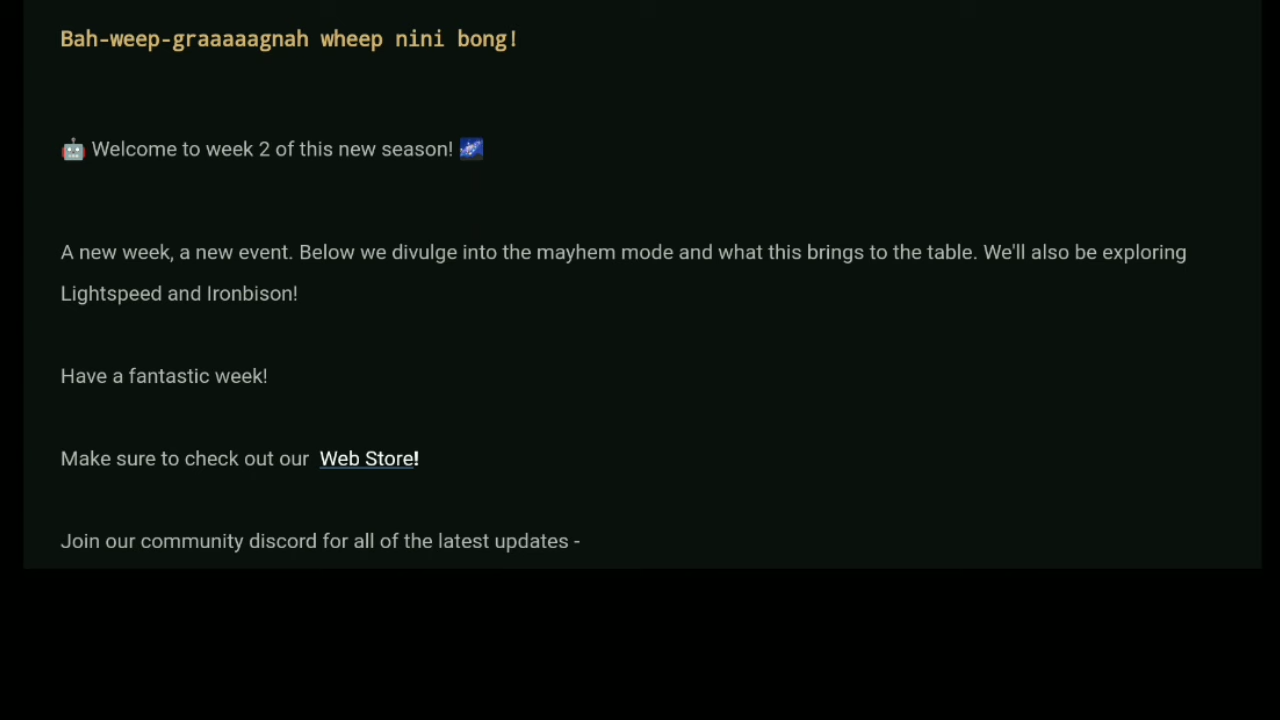 Bah-weep-graaaaagnah wheep nini bong!
🤖 Welcome to week 2 of this new season! 🌌
A new week, a new event. Below we divulge into the mayhem mode and what this brings to the table. We'll also be exploring
Lightspeed and Ironbison!
Have a fantastic week!
Make sure to check out our Web Store!
Join our community discord for all of the latest updates -